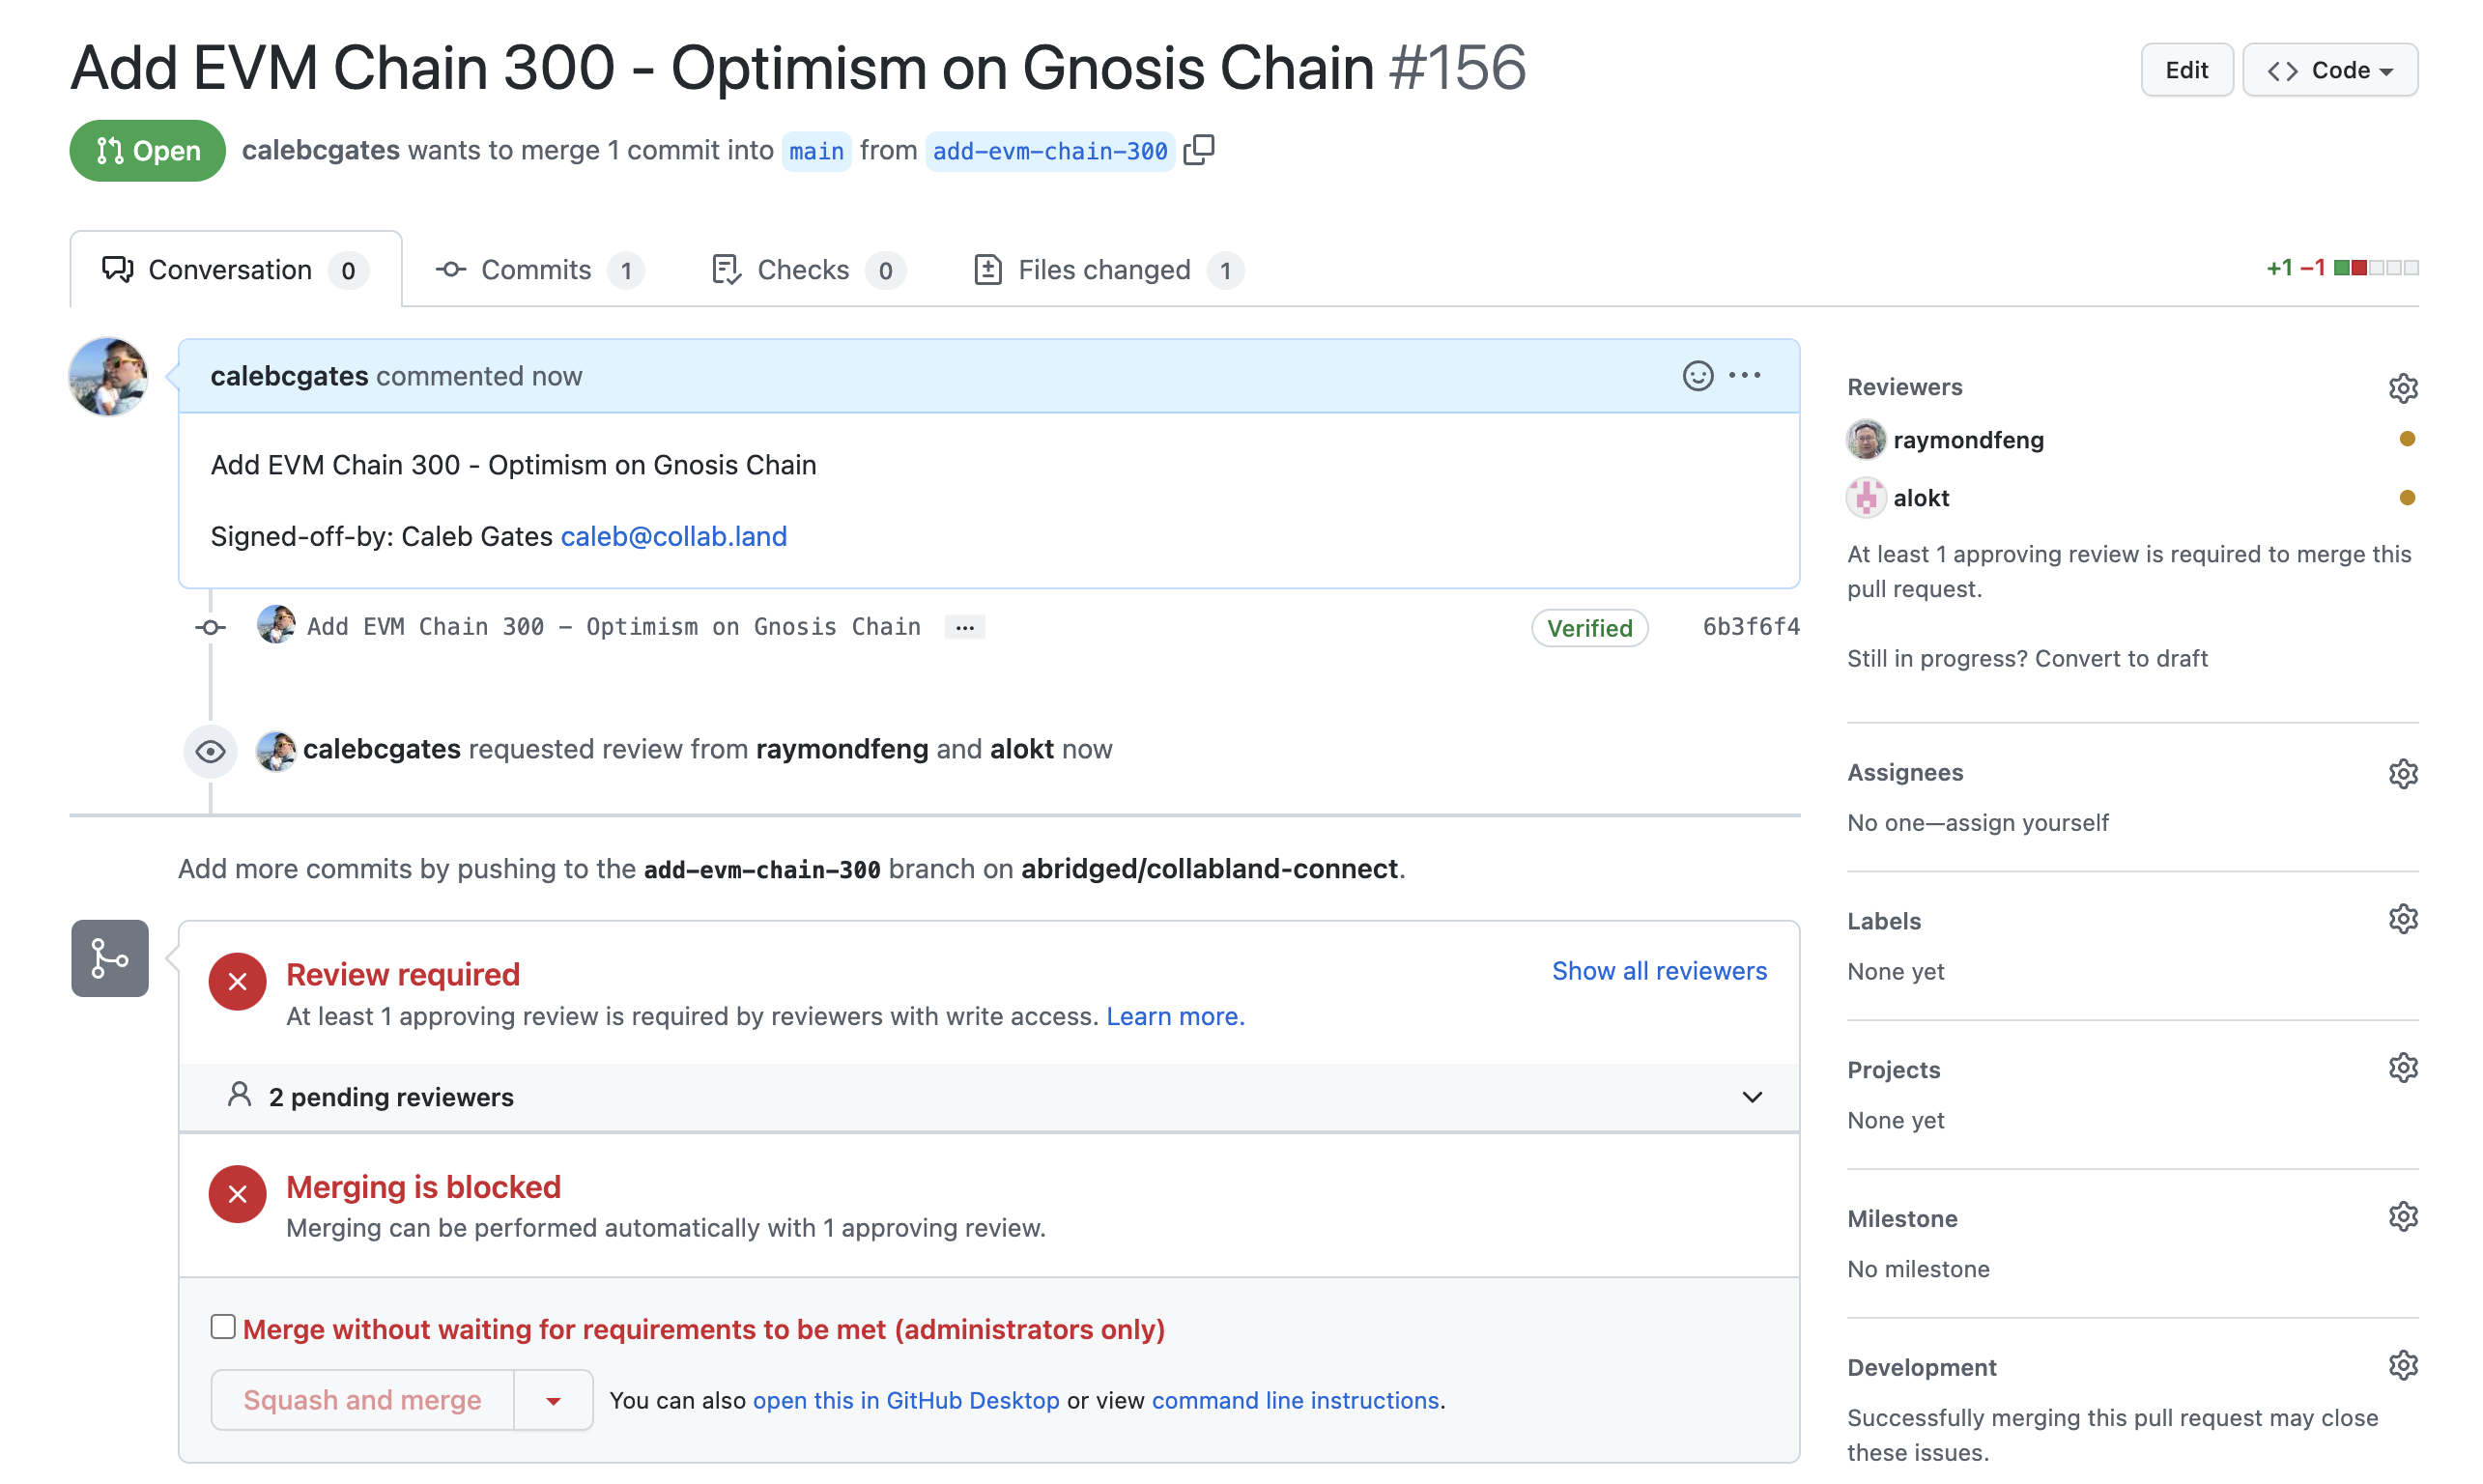 Add EVM Chain 300 - Optimism on Gnosis Chain #156
Edit
<> Code
Open
calebcgates wants to merge 1 commit into main from add-evm-chain-300
Conversation 0
Commits 1
Checks 0
Files changed 1
+1 −1
calebcgates commented now
Add EVM Chain 300 - Optimism on Gnosis Chain
Signed-off-by: Caleb Gates caleb@collab.land
Add EVM Chain 300 – Optimism on Gnosis Chain ...
Verified
6b3f6f4
calebcgates requested review from raymondfeng and alokt now
Add more commits by pushing to the add-evm-chain-300 branch on abridged/collabland-connect.
Review required
Show all reviewers
At least 1 approving review is required by reviewers with write access. Learn more.
2 pending reviewers
Merging is blocked
Merging can be performed automatically with 1 approving review.
Merge without waiting for requirements to be met (administrators only)
Squash and merge
You can also open this in GitHub Desktop or view command line instructions.
Reviewers
raymondfeng
alokt
At least 1 approving review is required to merge this
pull request.
Still in progress? Convert to draft
Assignees
No one—assign yourself
Labels
None yet
Projects
None yet
Milestone
No milestone
Development
Successfully merging this pull request may close
these issues.